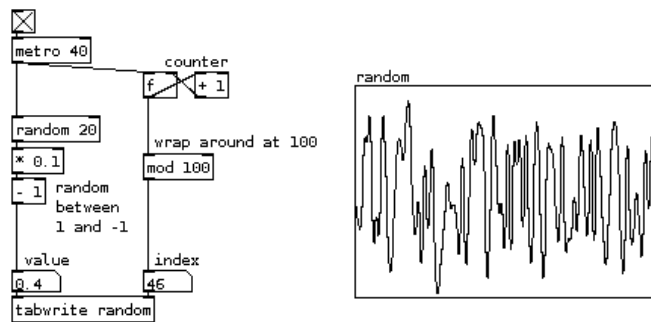 metro 40
counter
f
+ 1
random
random 20
wrap around at 100
* 0.1
mod 100
- 1
random
between
1 and -1
value
index
0.4
46
tabwrite random